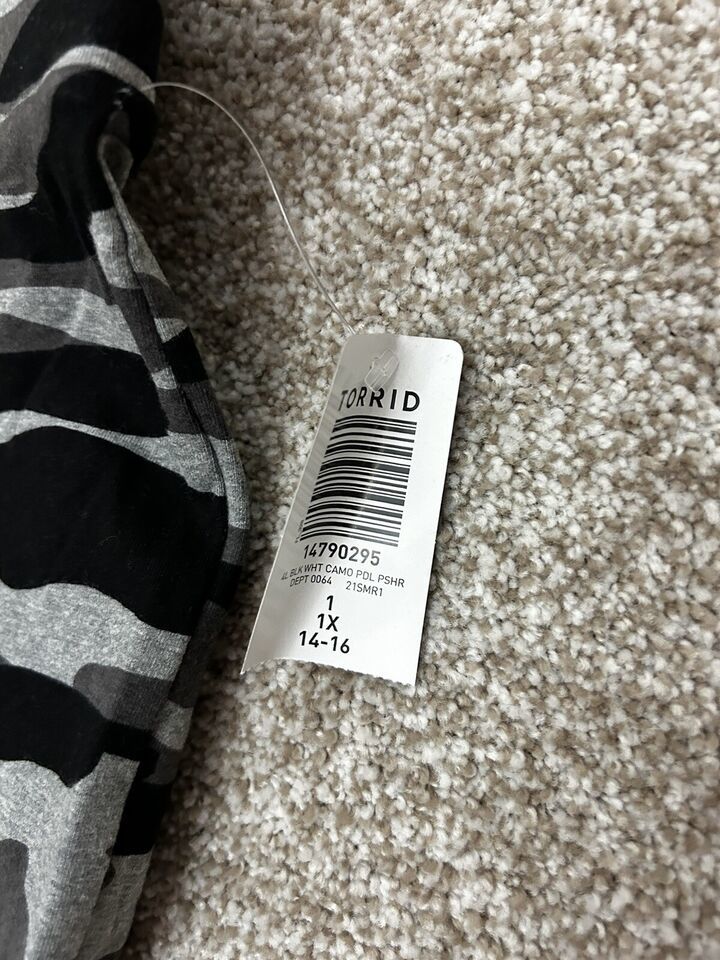 TORRID
14790295
4L BLK WHT CAMO PDL PSHR
DEPT 0064 21SMR1
1
1X
14-16